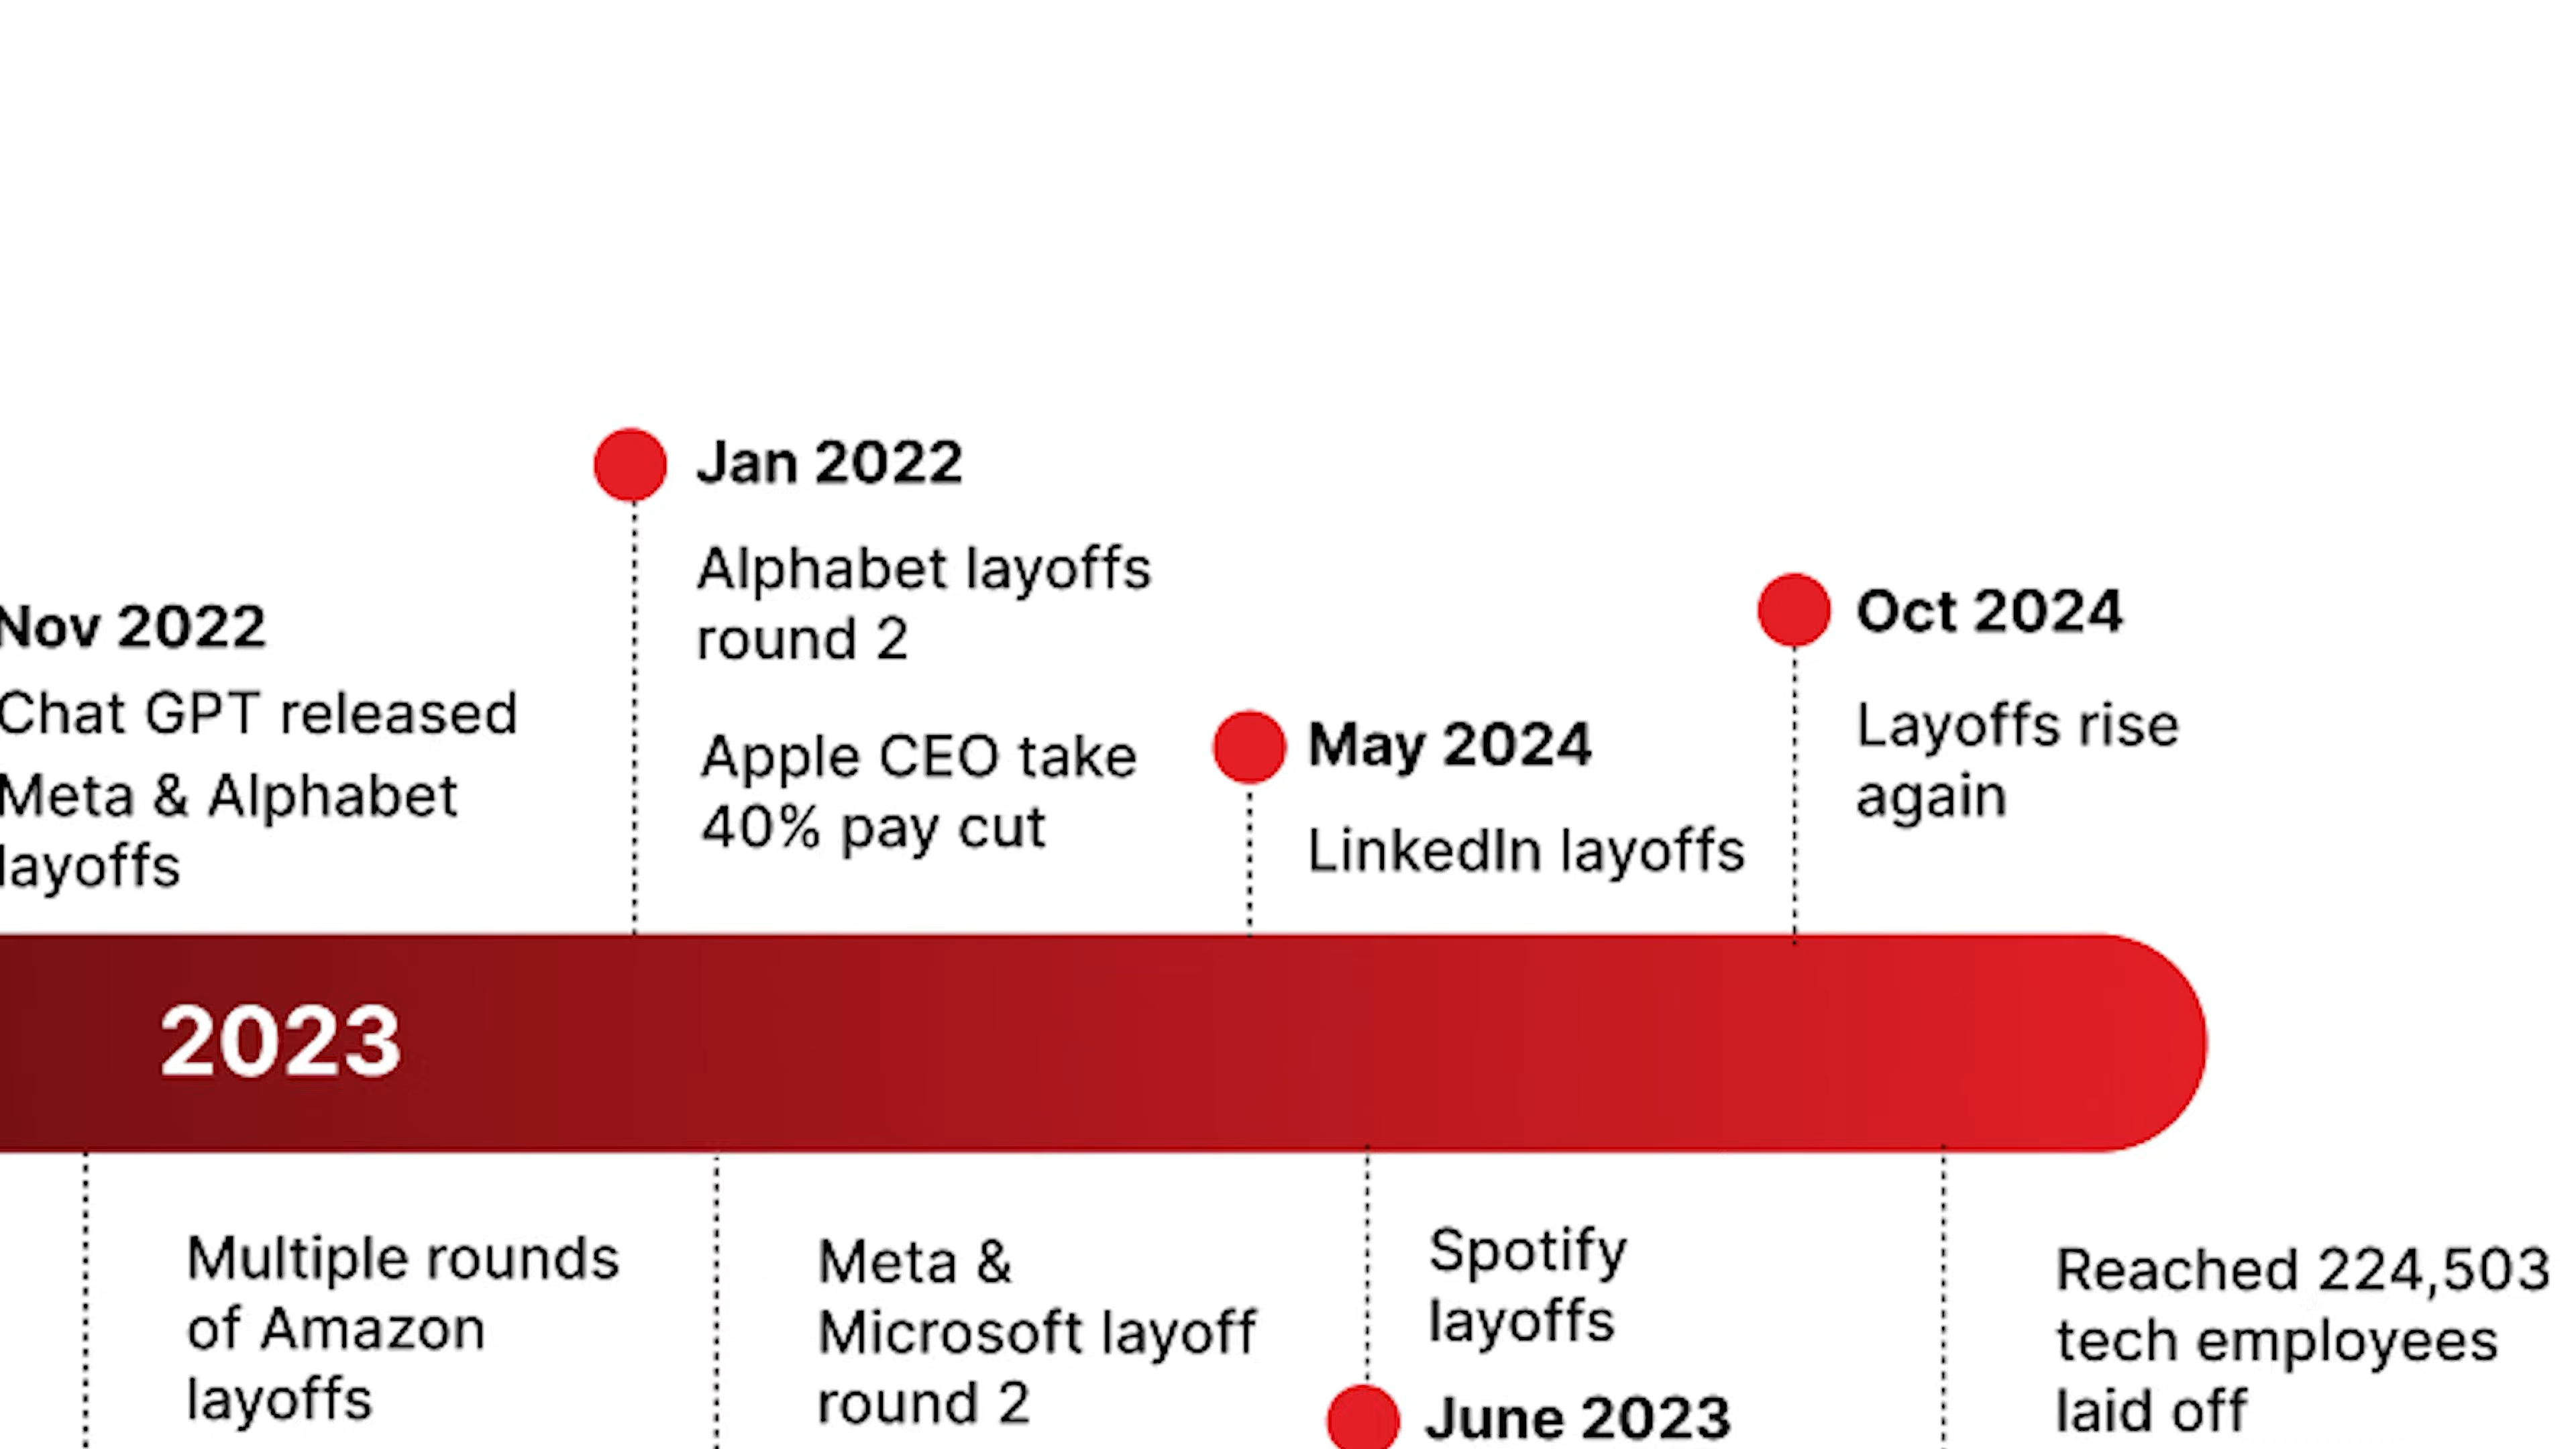 Nov 2022
Chat GPT released
Meta & Alphabet
layoffs
Jan 2022
Alphabet layoffs
round 2
Apple CEO take
40% pay cut
May 2024
LinkedIn layoffs
Oct 2024
Layoffs rise
again
2023
Multiple rounds
of Amazon
layoffs
Meta &
Microsoft layoff
round 2
Spotify
layoffs
June 2023
Reached 224,503
tech employees
laid off